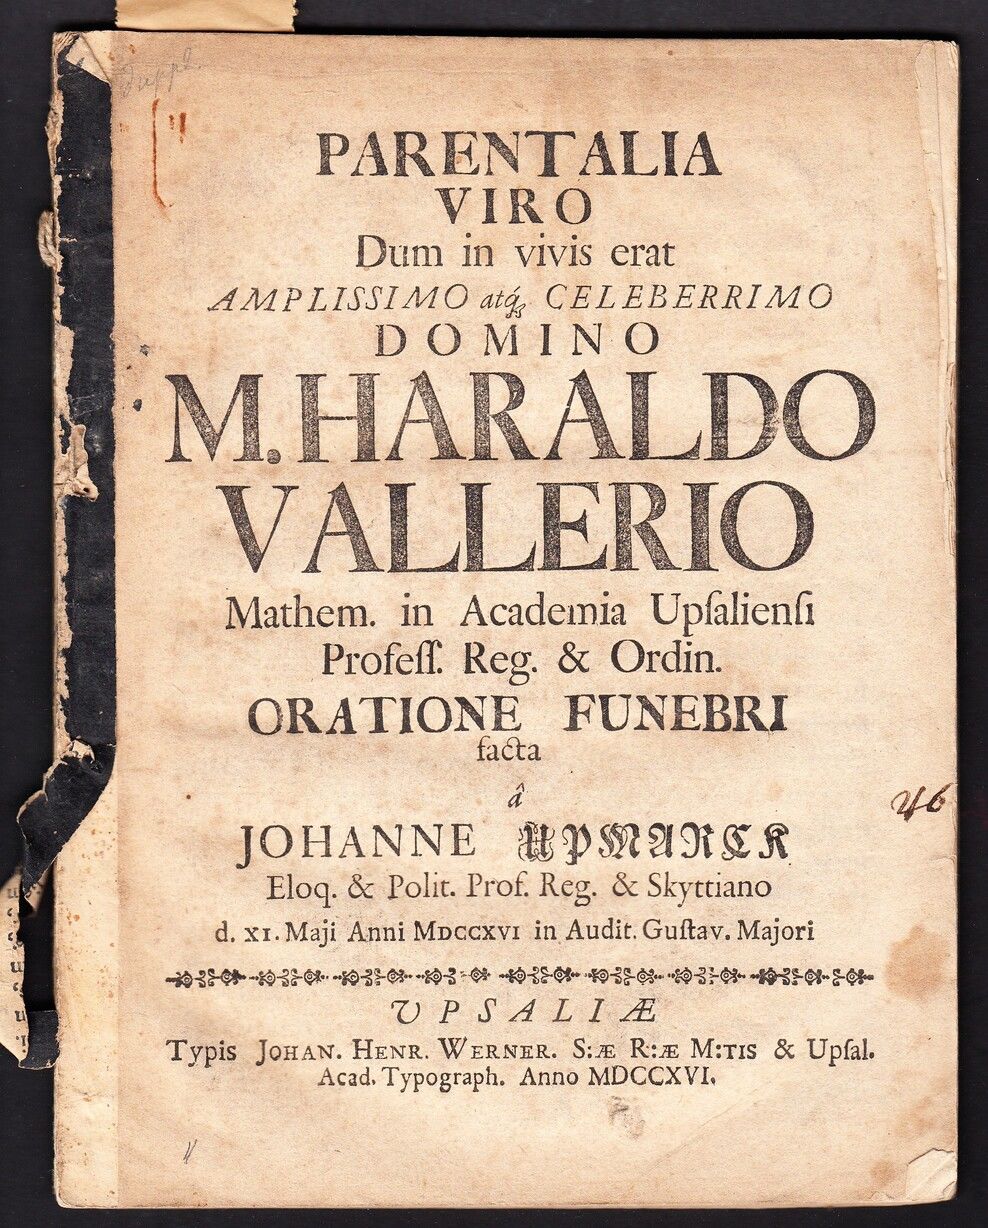 PARENTALIA
VIRO
Dum in vivis erat
AMPLISSIMO atq́ꝫ CELEBERRIMO
DOMINO
M. HARALDO
VALLERIO
Mathem. in Academia Upſalienſi
Profeſſ. Reg. & Ordin.
ORATIONE FUNEBRI
facta
â
JOHANNE UPMARCK
Eloq. & Polit. Prof. Reg. & Skyttiano
d. XI. Maji Anni MDCCXVI in Audit. Guſtav. Majori
UPSALIÆ
Typis JOHAN. HENR. WERNER. S:Æ R:Æ M:TIS & Upſal.
Acad. Typograph. Anno MDCCXVI.
46